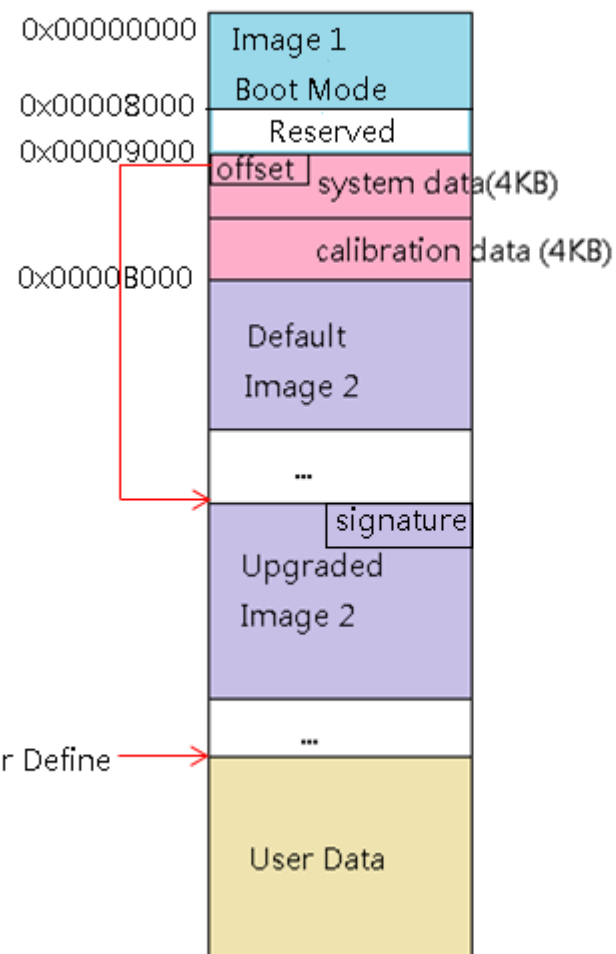 0x00000000
Image 1
Boot Mode
0x00008000
Reserved
0x00009000
offset
system data(4KB)
calibration data (4KB)
0x0000B000
Default
Image 2
...
signature
Upgraded
Image 2
...
r Define
User Data